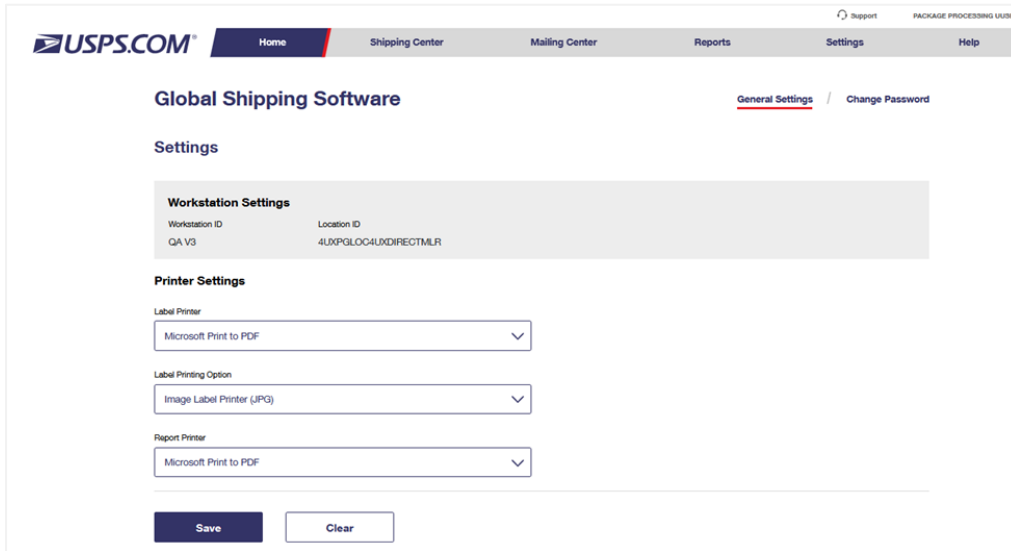 Support PACKAGE PROCESSING UUS
USPS.COM® Home Shipping Center Mailing Center Reports Settings Help
Global Shipping Software General Settings / Change Password
Settings
Workstation Settings
Workstation ID Location ID
QA V3 4UXPGLOC4UXDIRECTMLR
Printer Settings
Label Printer
Microsoft Print to PDF
Label Printing Option
Image Label Printer (JPG)
Report Printer
Microsoft Print to PDF
Save Clear